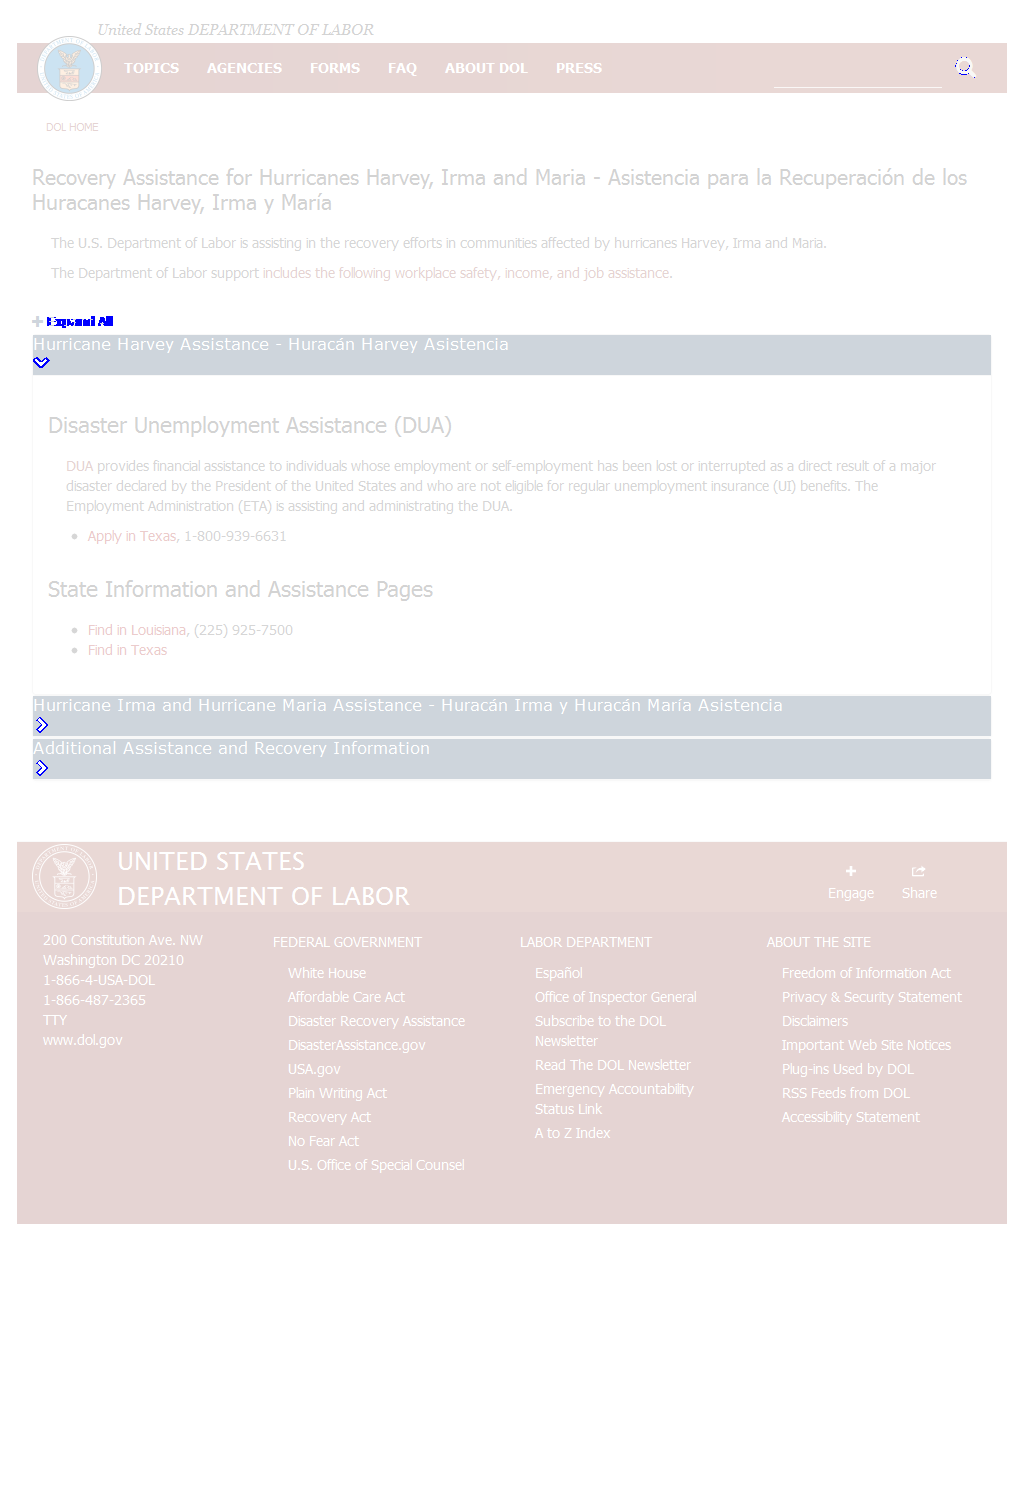 United States DEPARTMENT OF LABOR
TOPICS AGENCIES FORMS FAQ ABOUT DOL PRESS
DOL HOME
Recovery Assistance for Hurricanes Harvey, Irma and Maria - Asistencia para la Recuperación de los
Huracanes Harvey, Irma y María
The U.S. Department of Labor is assisting in the recovery efforts in communities affected by hurricanes Harvey, Irma and Maria.
The Department of Labor support includes the following workplace safety, income, and job assistance.
Expand All
Hurricane Harvey Assistance - Huracán Harvey Asistencia
Disaster Unemployment Assistance (DUA)
DUA provides financial assistance to individuals whose employment or self-employment has been lost or interrupted as a direct result of a major
disaster declared by the President of the United States and who are not eligible for regular unemployment insurance (UI) benefits. The
Employment Administration (ETA) is assisting and administrating the DUA.
Apply in Texas, 1-800-939-6631
State Information and Assistance Pages
Find in Louisiana, (225) 925-7500
Find in Texas
Hurricane Irma and Hurricane Maria Assistance - Huracán Irma y Huracán María Asistencia
Additional Assistance and Recovery Information
UNITED STATES
DEPARTMENT OF LABOR
Engage Share
200 Constitution Ave. NW
Washington DC 20210
1-866-4-USA-DOL
1-866-487-2365
TTY
www.dol.gov
FEDERAL GOVERNMENT
White House
Affordable Care Act
Disaster Recovery Assistance
DisasterAssistance.gov
USA.gov
Plain Writing Act
Recovery Act
No Fear Act
U.S. Office of Special Counsel
LABOR DEPARTMENT
Español
Office of Inspector General
Subscribe to the DOL
Newsletter
Read The DOL Newsletter
Emergency Accountability
Status Link
A to Z Index
ABOUT THE SITE
Freedom of Information Act
Privacy & Security Statement
Disclaimers
Important Web Site Notices
Plug-ins Used by DOL
RSS Feeds from DOL
Accessibility Statement